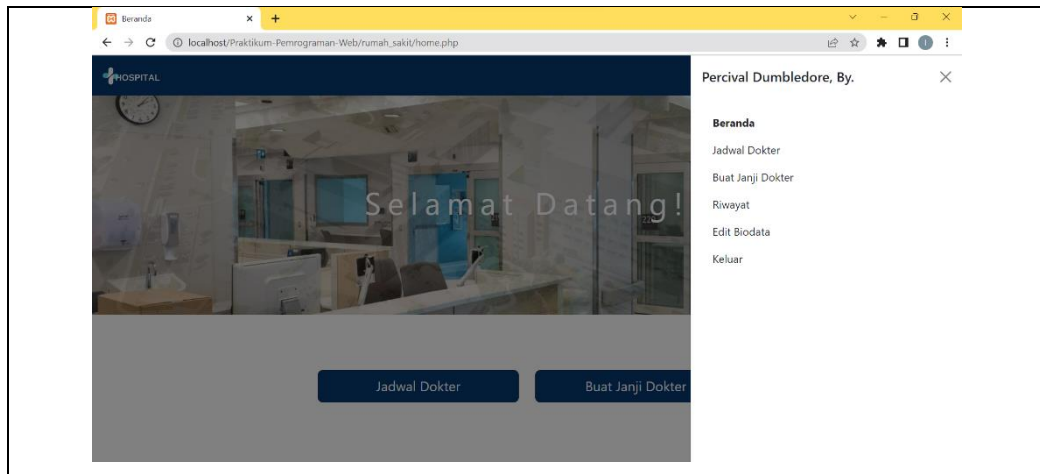 Beranda
localhost/Praktikum-Pemrograman-Web/rumah_sakit/home.php
HOSPITAL
Percival Dumbledore, By.
Selamat Datang!
Beranda
Jadwal Dokter
Buat Janji Dokter
Riwayat
Edit Biodata
Keluar
Jadwal Dokter
Buat Janji Dokter